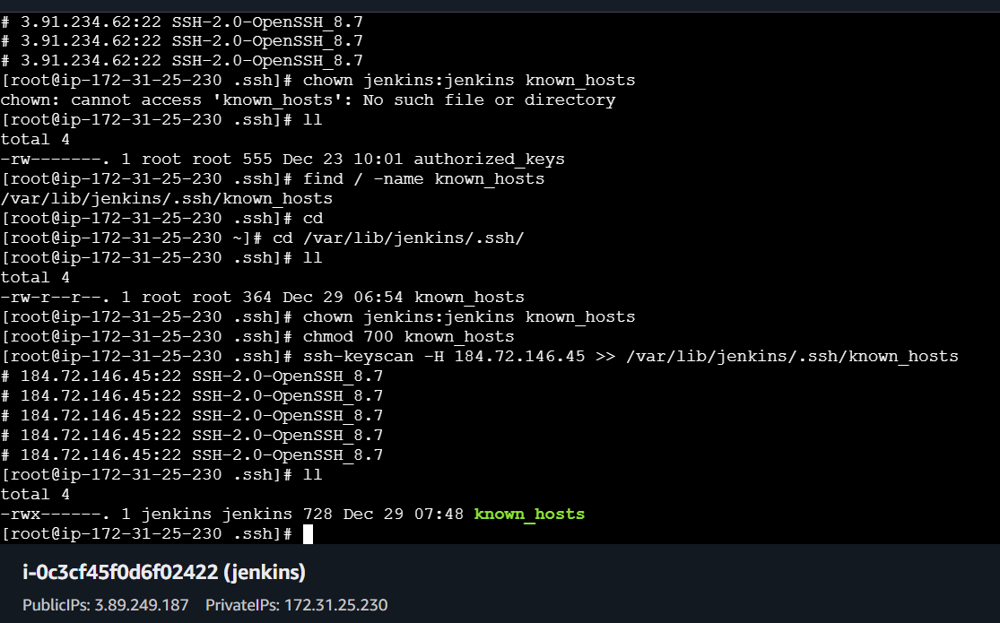 # 3.91.234.62:22 SSH-2.0-OpenSSH_8.7
# 3.91.234.62:22 SSH-2.0-OpenSSH_8.7
# 3.91.234.62:22 SSH-2.0-OpenSSH_8.7
[root@ip-172-31-25-230 .ssh]# chown jenkins:jenkins known_hosts
chown: cannot access 'known_hosts': No such file or directory
[root@ip-172-31-25-230 .ssh]# ll
total 4
-rw-------. 1 root root 555 Dec 23 10:01 authorized_keys
[root@ip-172-31-25-230 .ssh]# find / -name known_hosts
/var/lib/jenkins/.ssh/known_hosts
[root@ip-172-31-25-230 .ssh]# cd
[root@ip-172-31-25-230 ~]# cd /var/lib/jenkins/.ssh/
[root@ip-172-31-25-230 .ssh]# ll
total 4
-rw-r--r--. 1 root root 364 Dec 29 06:54 known_hosts
[root@ip-172-31-25-230 .ssh]# chown jenkins:jenkins known_hosts
[root@ip-172-31-25-230 .ssh]# chmod 700 known_hosts
[root@ip-172-31-25-230 .ssh]# ssh-keyscan -H 184.72.146.45 >> /var/lib/jenkins/.ssh/known_hosts
# 184.72.146.45:22 SSH-2.0-OpenSSH_8.7
# 184.72.146.45:22 SSH-2.0-OpenSSH_8.7
# 184.72.146.45:22 SSH-2.0-OpenSSH_8.7
# 184.72.146.45:22 SSH-2.0-OpenSSH_8.7
# 184.72.146.45:22 SSH-2.0-OpenSSH_8.7
[root@ip-172-31-25-230 .ssh]# ll
total 4
-rwx------. 1 jenkins jenkins 728 Dec 29 07:48 known_hosts
[root@ip-172-31-25-230 .ssh]#
i-0c3cf45f0d6f02422 (jenkins)
PublicIPs: 3.89.249.187 PrivateIPs: 172.31.25.230